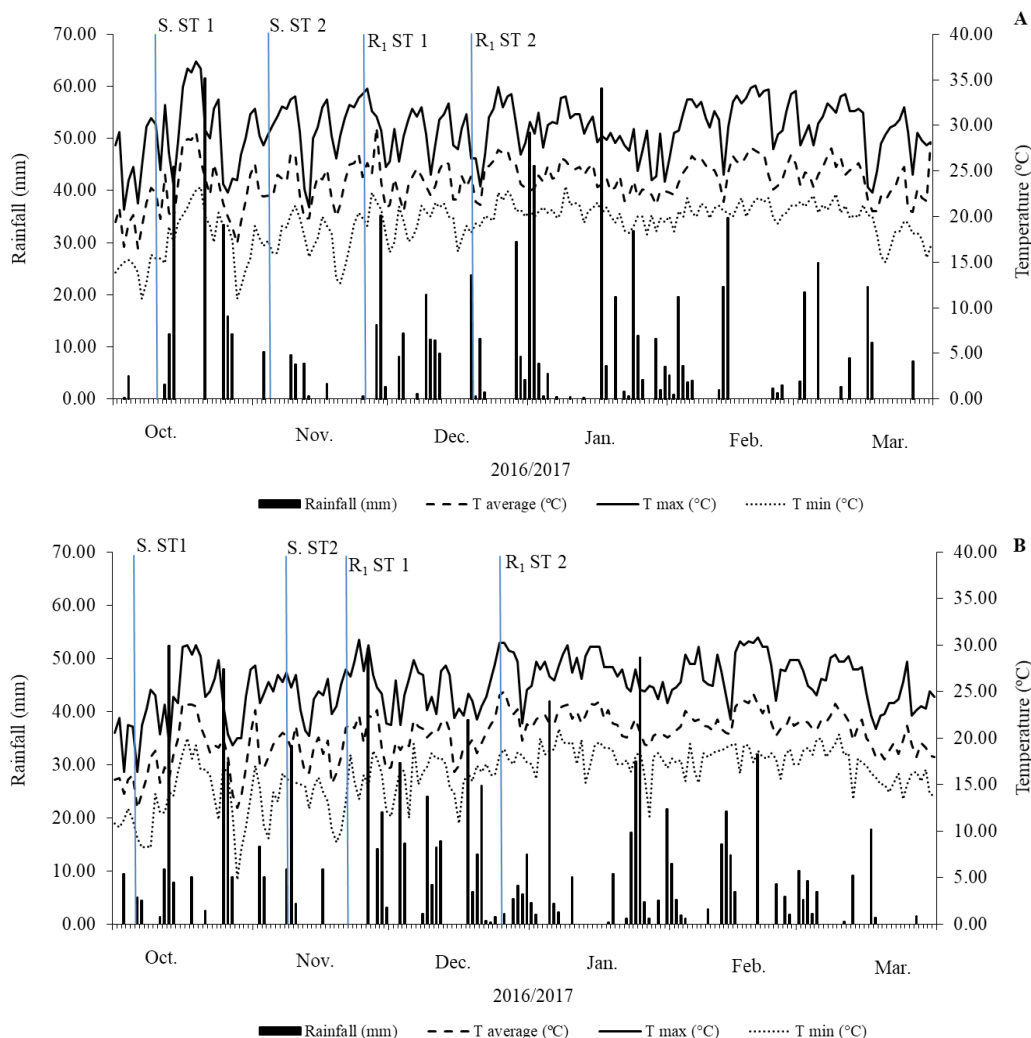 A
S. ST 1 S. ST 2 R₁ ST 1 R₁ ST 2
70.00 40.00
60.00 35.00
50.00 30.00
40.00 25.00
30.00 20.00
20.00 15.00
10.00 10.00
0.00 5.00
0.00
Rainfall (mm)
Temperature (°C)
Oct. Nov. Dec. Jan. Feb. Mar.
2016/2017
Rainfall (mm) T average (°C) T max (°C) T min (°C)
B
S. ST1 S. ST2 R₁ ST 1 R₁ ST 2
70.00 40.00
60.00 35.00
50.00 30.00
40.00 25.00
30.00 20.00
20.00 15.00
10.00 10.00
0.00 5.00
0.00
Rainfall (mm)
Temperature (°C)
Oct. Nov. Dec. Jan. Feb. Mar.
2016/2017
Rainfall (mm) T average (°C) T max (°C) T min (°C)